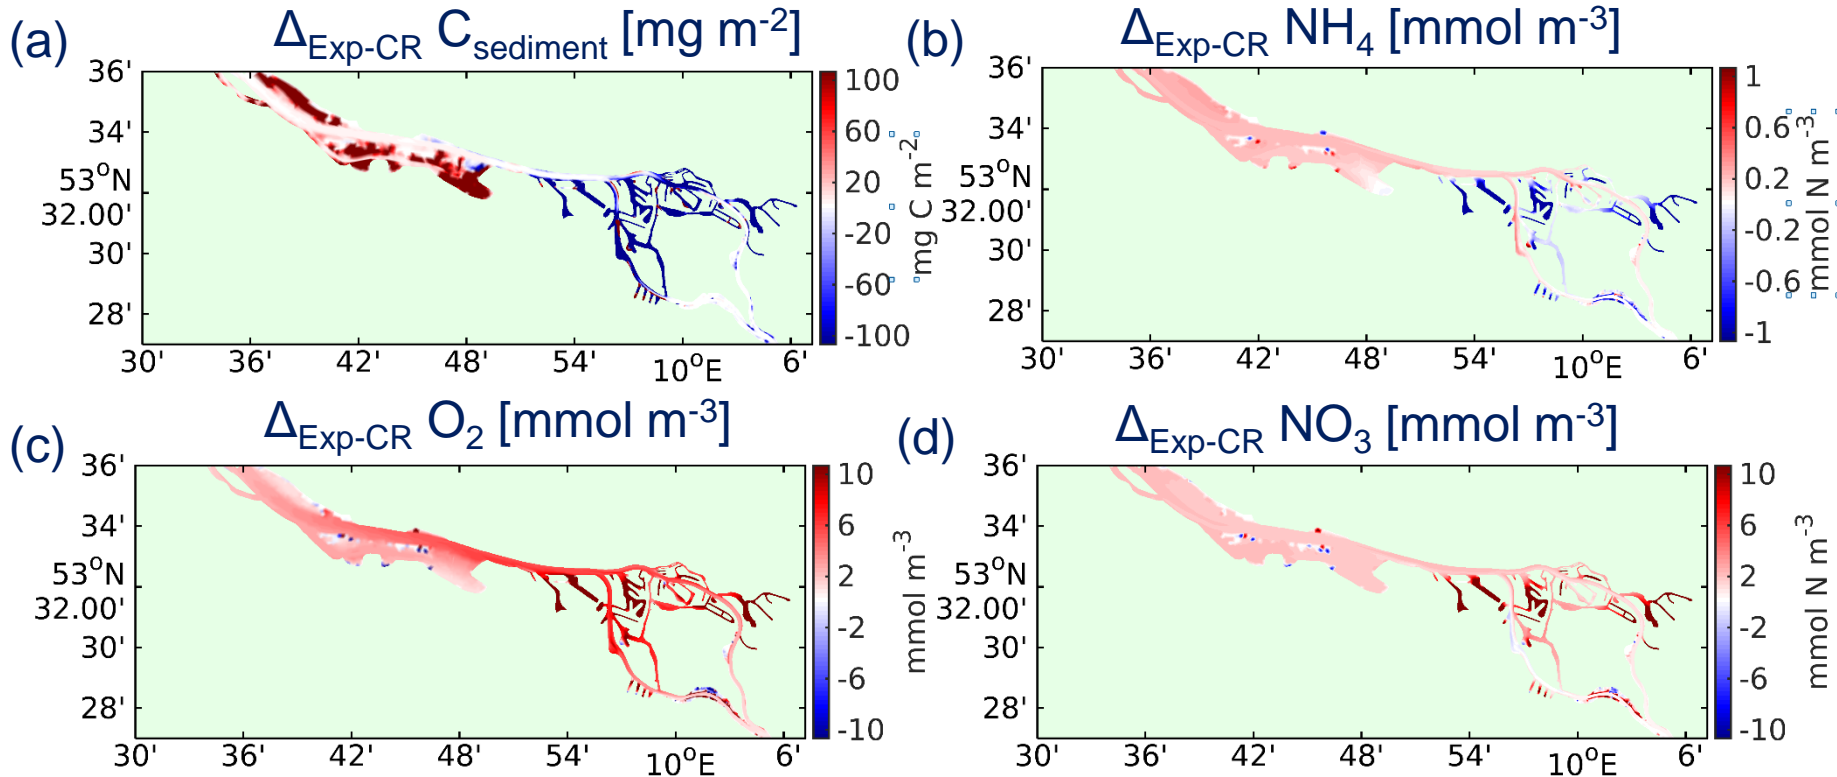 (a) Δ_Exp-CR C_sediment [mg m⁻²]
36'
34'
53°N
32.00'
30'
28'
30' 36' 42' 48' 54' 10°E 6'
100
60
20
-20
-60
-100
mg C m⁻²
(b) Δ_Exp-CR NH₄ [mmol m⁻³]
36'
34'
53°N
32.00'
30'
28'
30' 36' 42' 48' 54' 10°E 6'
1
0.6
0.2
-0.2
-0.6
-1
mmol N m⁻³
(c) Δ_Exp-CR O₂ [mmol m⁻³]
36'
34'
53°N
32.00'
30'
28'
30' 36' 42' 48' 54' 10°E 6'
10
6
2
-2
-6
-10
mmol m⁻³
(d) Δ_Exp-CR NO₃ [mmol m⁻³]
36'
34'
53°N
32.00'
30'
28'
30' 36' 42' 48' 54' 10°E 6'
10
6
2
-2
-6
-10
mmol N m⁻³